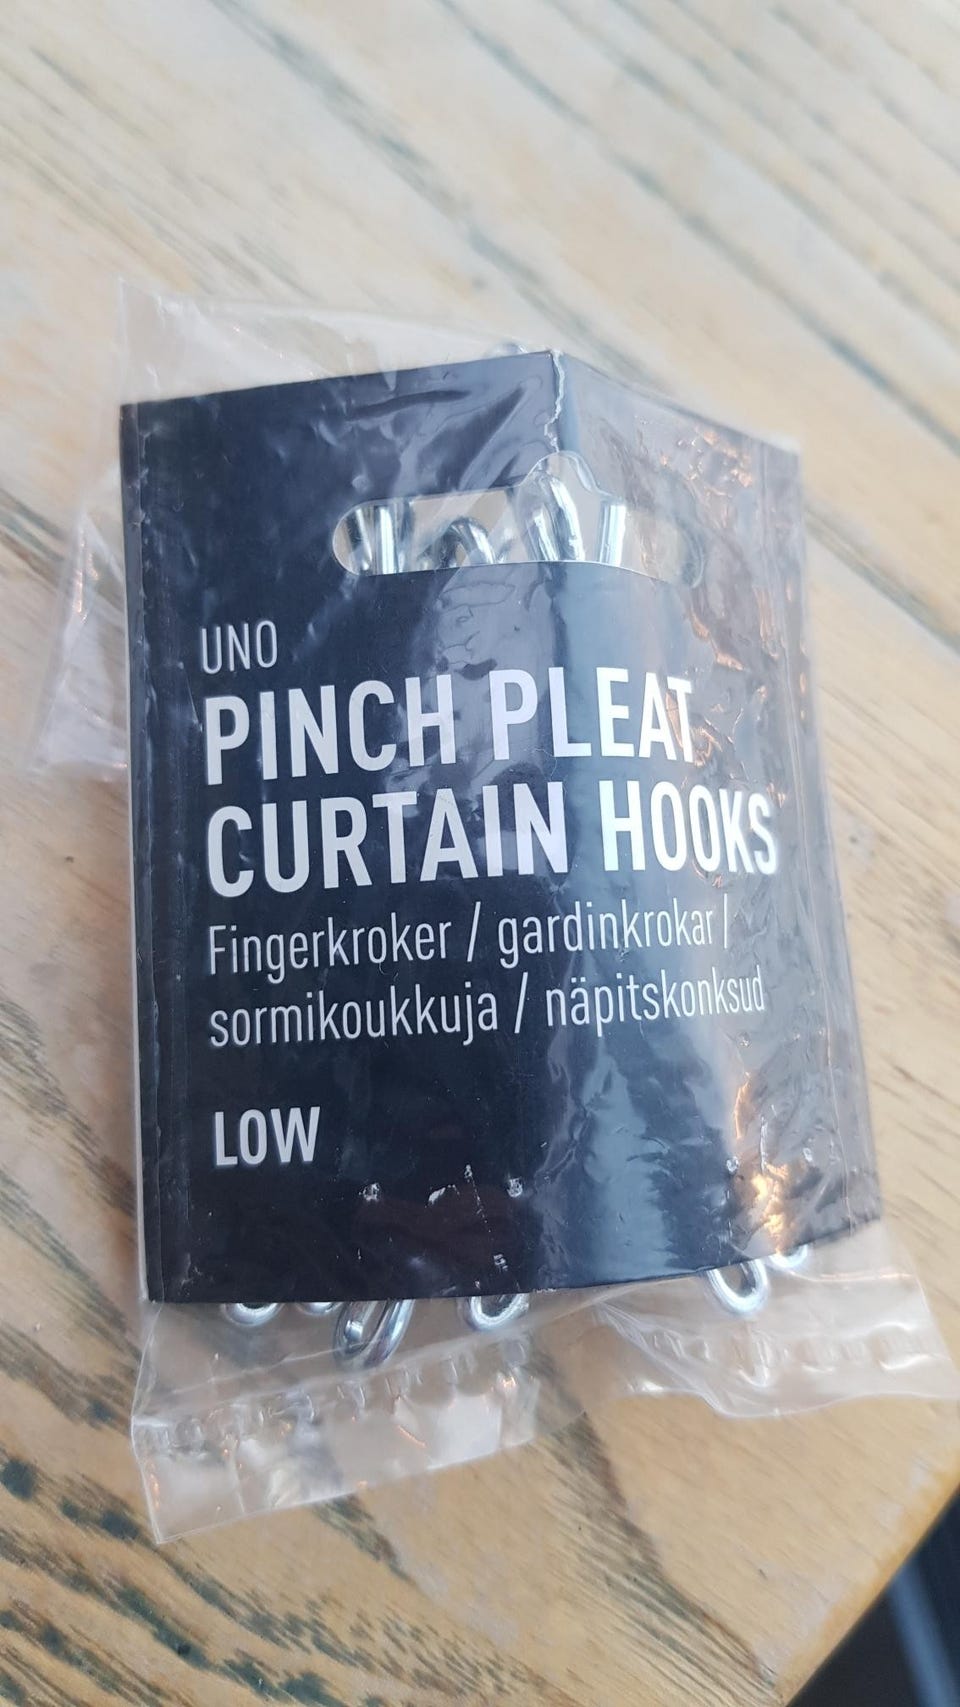 UNO
PINCH PLEAT
CURTAIN HOOKS
Fingerkroker / gardinkrokar /
sormikoukkuja / näpitskonksud
LOW